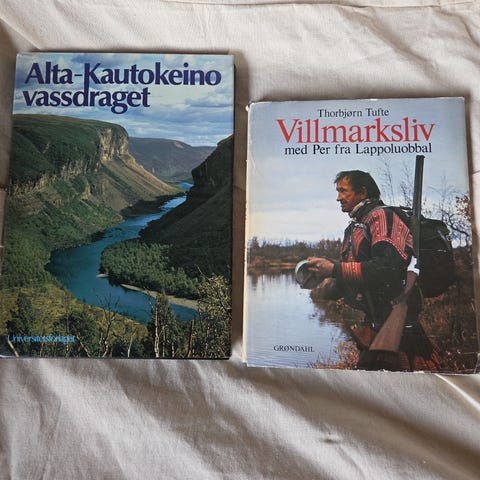 Alta-Kautokeino
vassdraget
Universitetsforlaget
Thorbjørn Tufte
Villmarksliv
med Per fra Lappoluobbal
GRØNDAHL